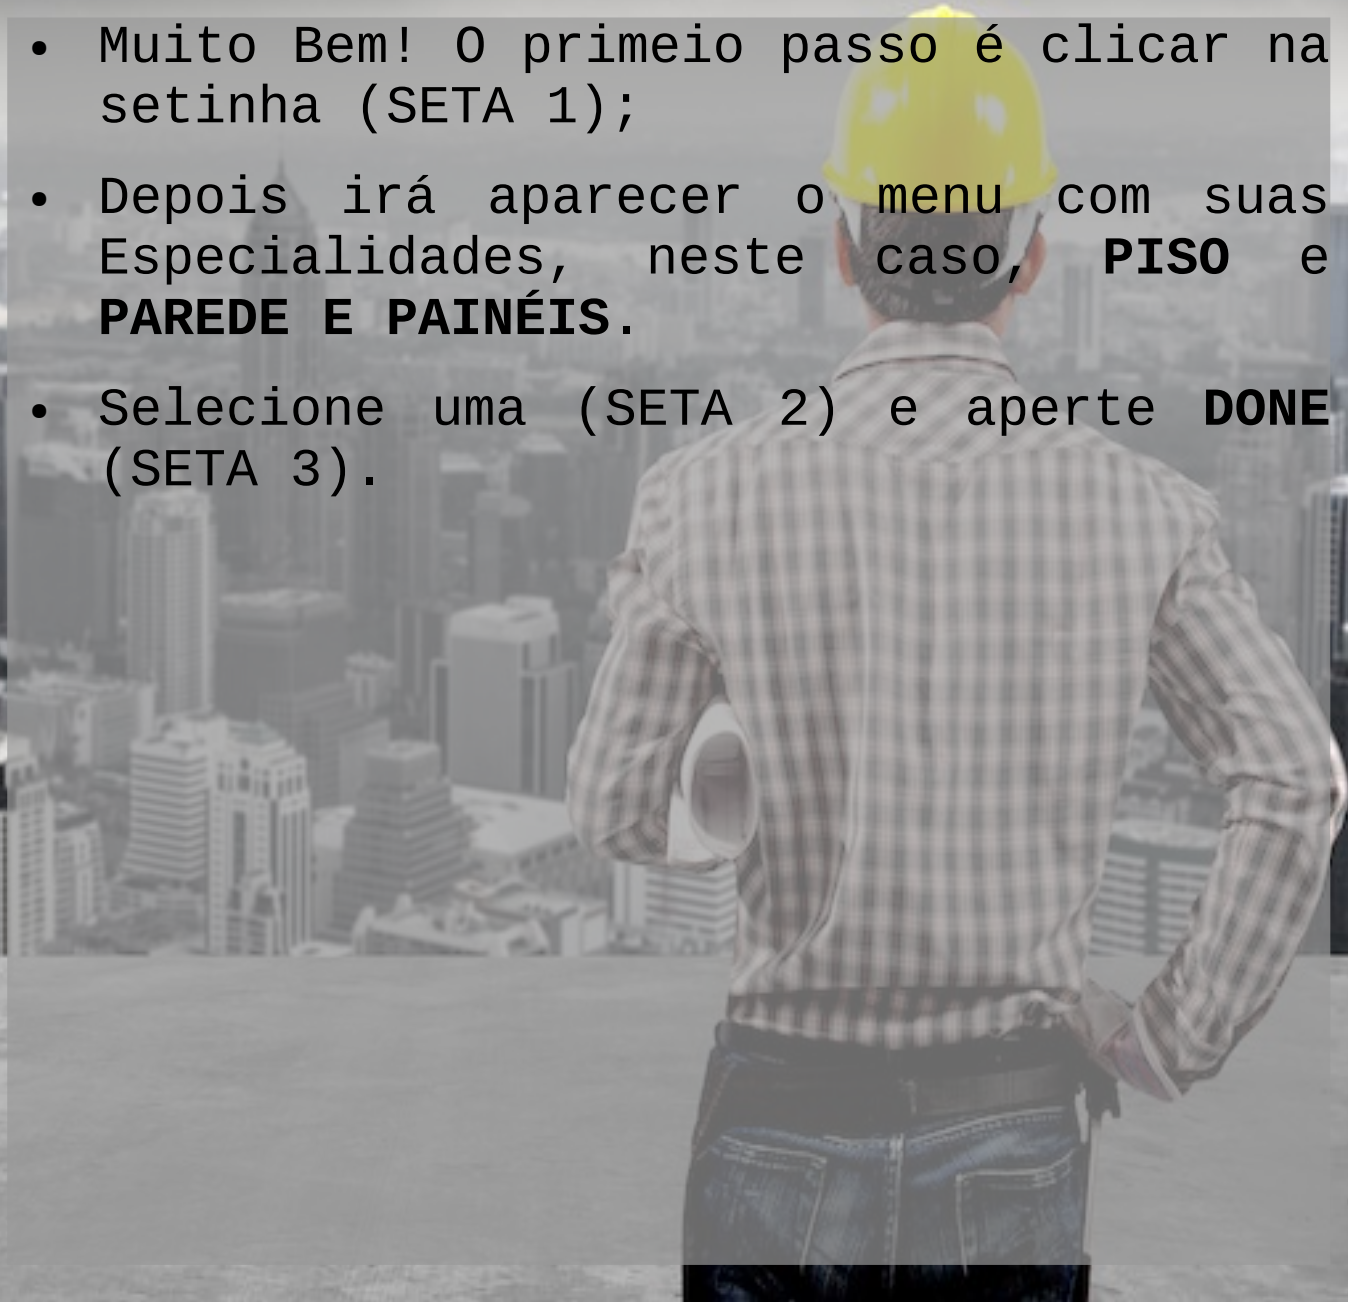 • Muito Bem! O primeio passo é clicar na
setinha (SETA 1);
• Depois irá aparecer o menu com suas
Especialidades, neste caso, PISO e
PAREDE E PAINÉIS.
• Selecione uma (SETA 2) e aperte DONE
(SETA 3).